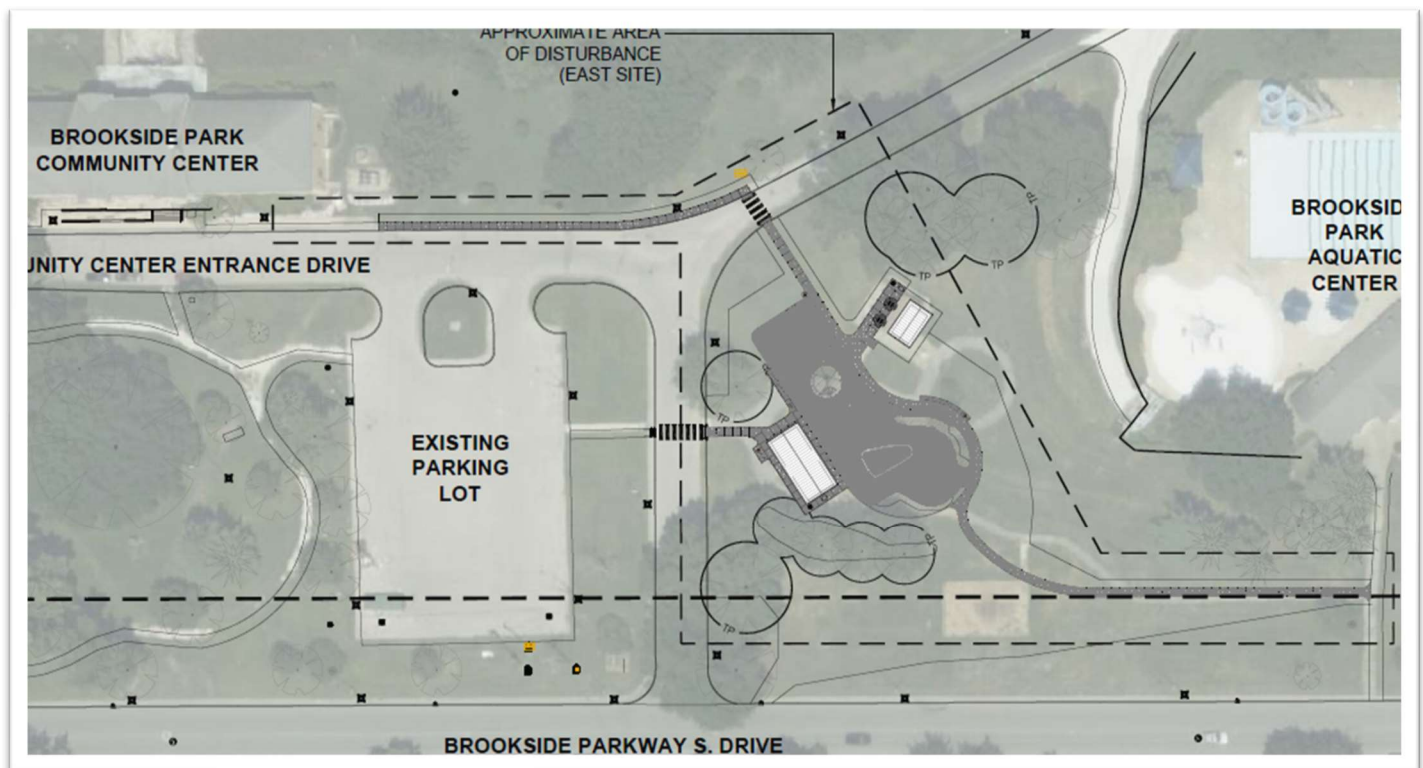 APPROXIMATE AREA
OF DISTURBANCE
(EAST SITE)
BROOKSIDE PARK
COMMUNITY CENTER
BROOKSID
PARK
AQUATIC
CENTER
UNITY CENTER ENTRANCE DRIVE
EXISTING
PARKING
LOT
TP
TP
TP
TP
TP
TP
BROOKSIDE PARKWAY S. DRIVE